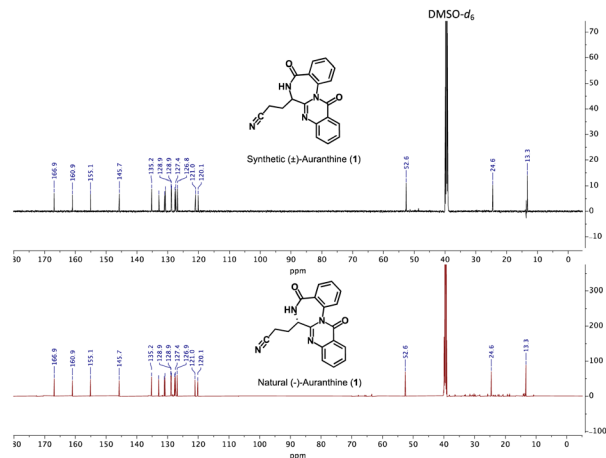 DMSO-d6
O
HN
N
O
N
N
Synthetic (±)-Auranthine (1)
166.9
160.9
155.1
145.7
135.2
128.9
128.9
127.4
126.8
121.0
120.1
52.6
24.6
13.3
70
60
50
40
30
20
10
0
-10
180 170 160 150 140 130 120 110 100 90 80 70 60 50 40 30 20 10 0
ppm
O
HN
N
O
N
N
Natural (-)-Auranthine (1)
166.9
160.9
155.1
145.7
135.2
128.9
128.9
127.4
126.9
121.0
120.1
52.6
24.6
13.3
300
200
100
0
-100
180 170 160 150 140 130 120 110 100 90 80 70 60 50 40 30 20 10 0
ppm